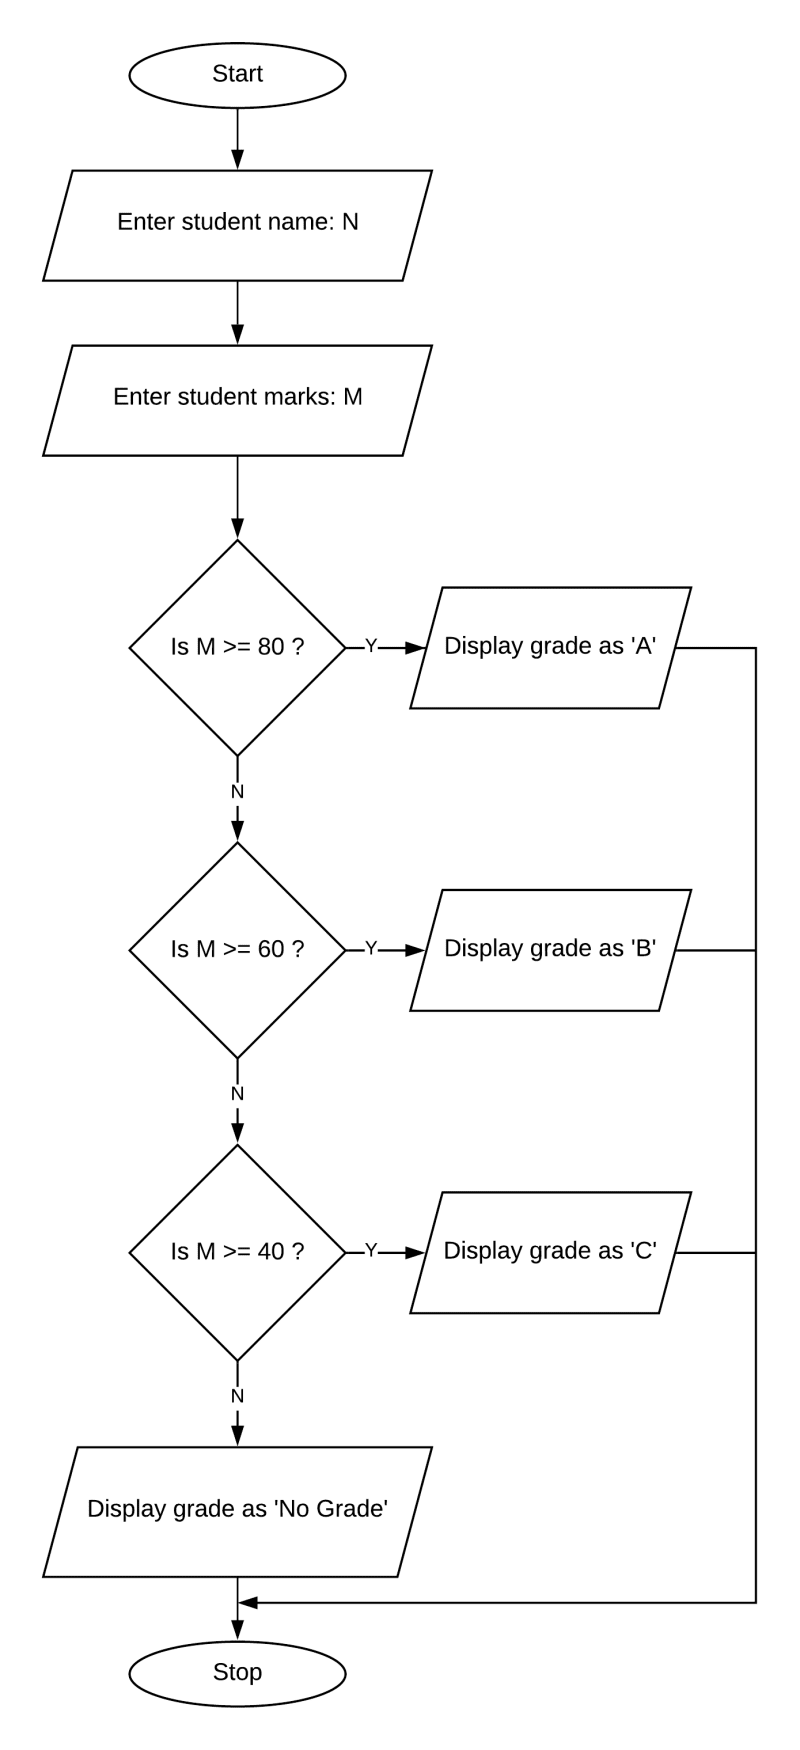 Start
Enter student name: N
Enter student marks: M
Is M >= 80 ?
Y
Display grade as 'A'
N
Is M >= 60 ?
Y
Display grade as 'B'
N
Is M >= 40 ?
Y
Display grade as 'C'
N
Display grade as 'No Grade'
Stop